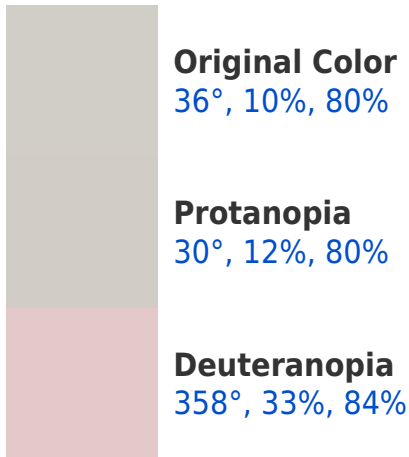 Original Color
36°, 10%, 80%
Protanopia
30°, 12%, 80%
Deuteranopia
358°, 33%, 84%